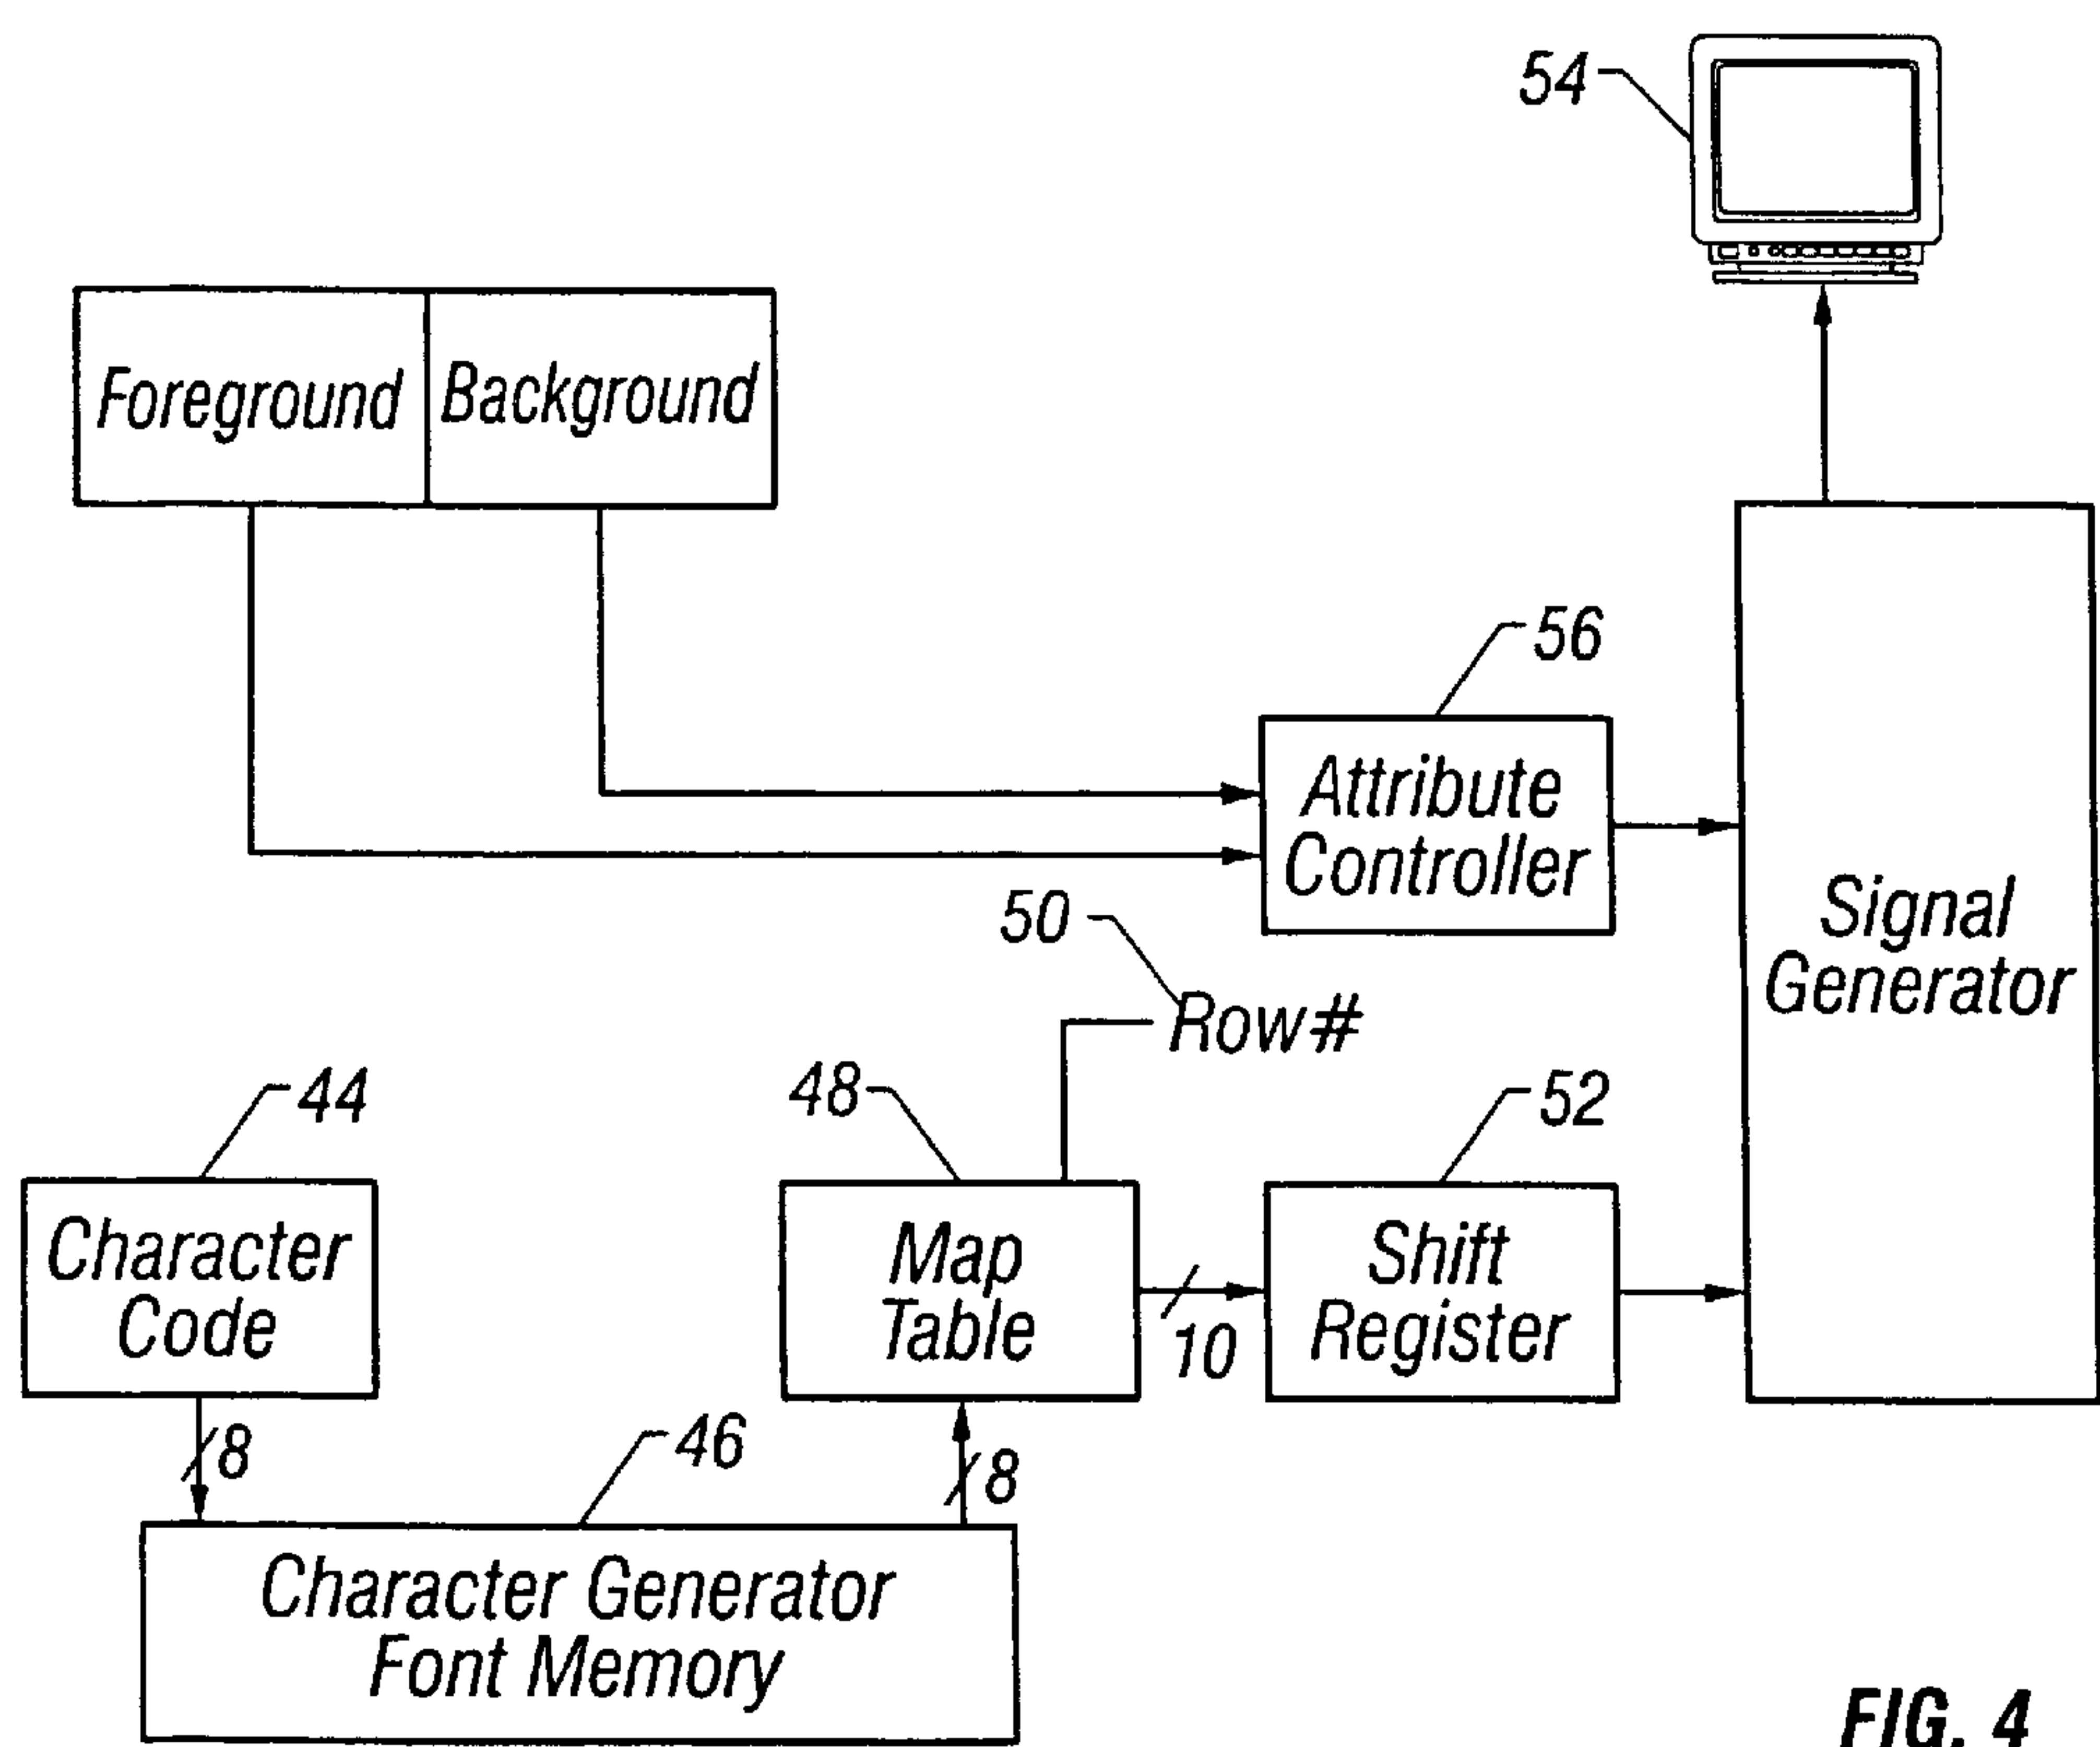 54
Foreground
Background
56
Attribute
Controller
Signal
Generator
50
Row#
44
48
52
Character
Code
Map
Table
10
Shift
Register
8
46
8
Character Generator
Font Memory
FIG. 4